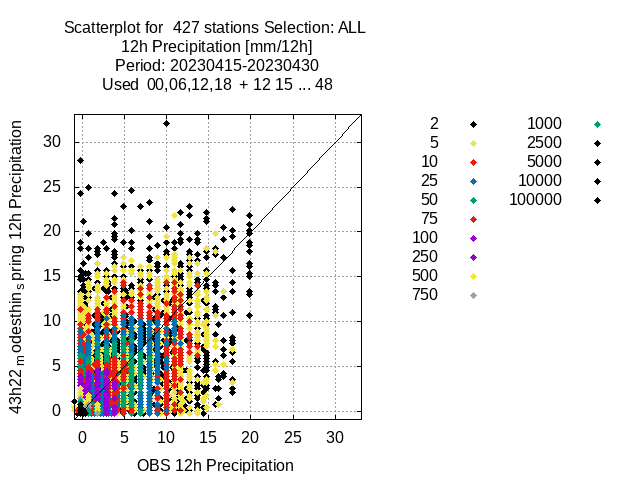 Scatterplot for 427 stations Selection: ALL
12h Precipitation [mm/12h]
Period: 20230415-20230430
Used 00,06,12,18 + 12 15 ... 48
43h22 m odesthin s pring 12h Precipitation
30
25
20
15
10
5
0
0 5 10 15 20 25 30
OBS 12h Precipitation
2 1000
5 2500
10 5000
25 10000
50 100000
75
100
250
500
750